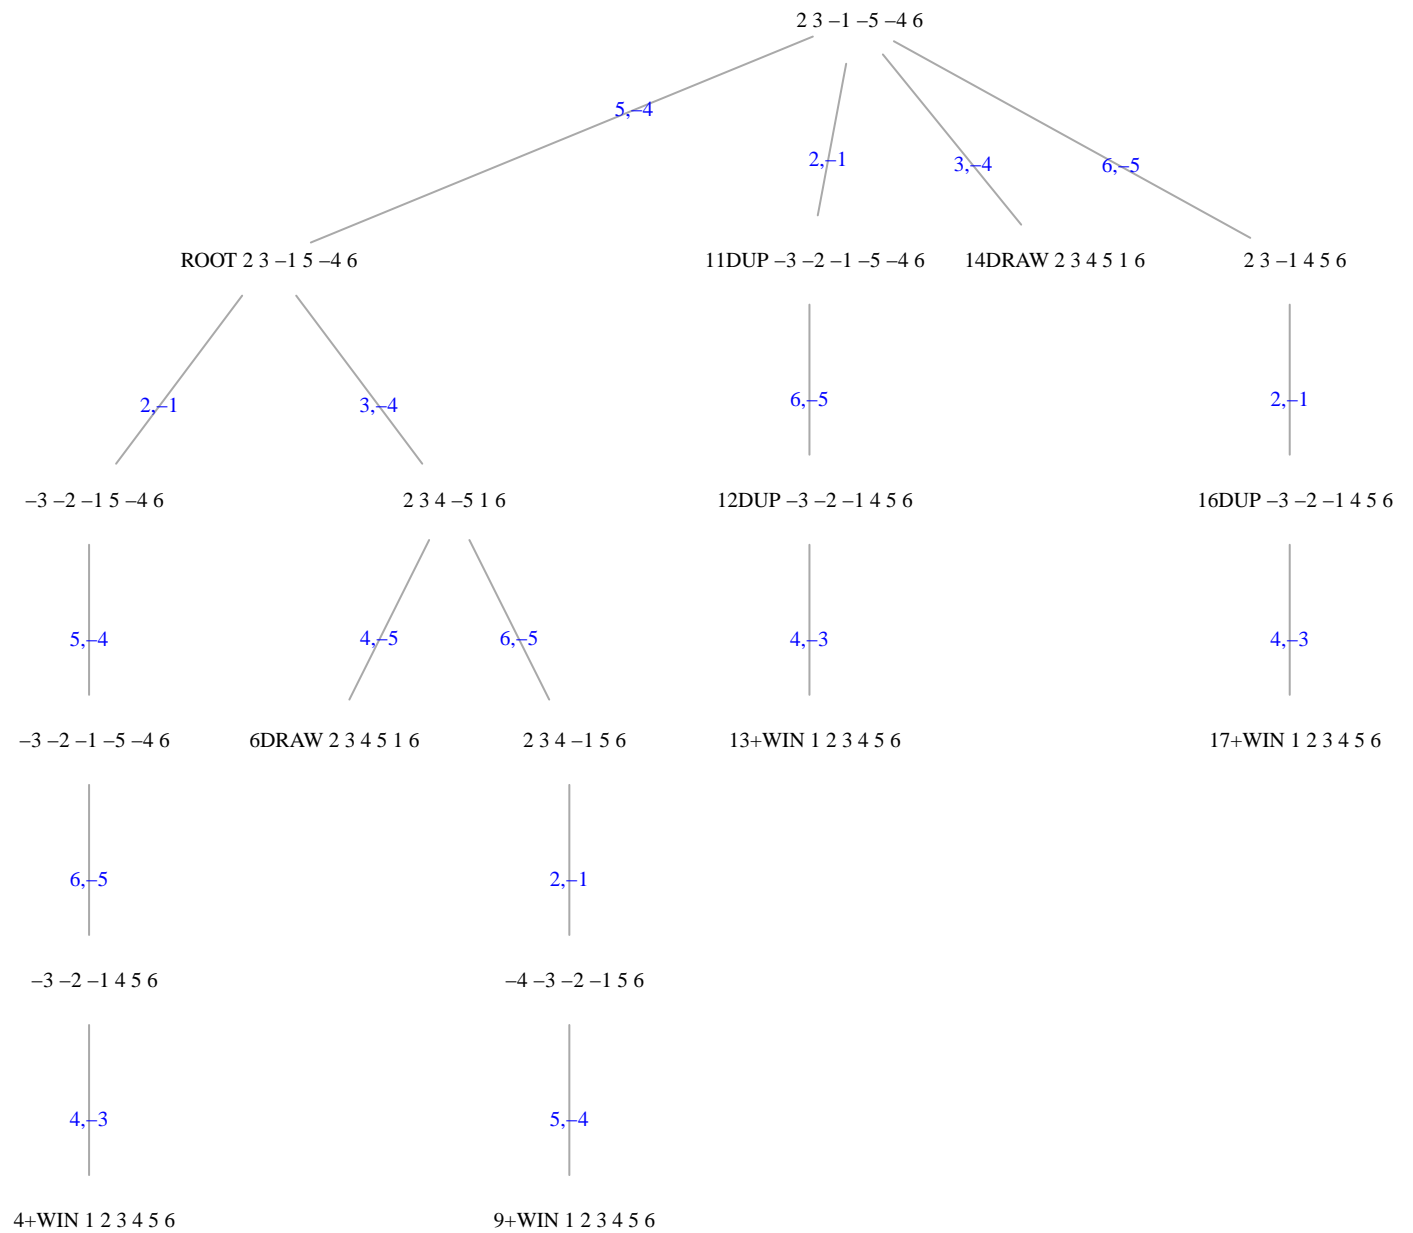 2 3 –1 –5 –4 6
5,–4
2,–1
3,–4
6,–5
ROOT 2 3 –1 5 –4 6
11DUP –3 –2 –1 –5 –4 6
14DRAW 2 3 4 5 1 6
2 3 –1 4 5 6
2,–1
3,–4
6,–5
2,–1
–3 –2 –1 5 –4 6
2 3 4 –5 1 6
12DUP –3 –2 –1 4 5 6
16DUP –3 –2 –1 4 5 6
5,–4
4,–5
6,–5
4,–3
4,–3
–3 –2 –1 –5 –4 6
6DRAW 2 3 4 5 1 6
2 3 4 –1 5 6
13+WIN 1 2 3 4 5 6
17+WIN 1 2 3 4 5 6
6,–5
2,–1
–3 –2 –1 4 5 6
–4 –3 –2 –1 5 6
4,–3
5,–4
4+WIN 1 2 3 4 5 6
9+WIN 1 2 3 4 5 6